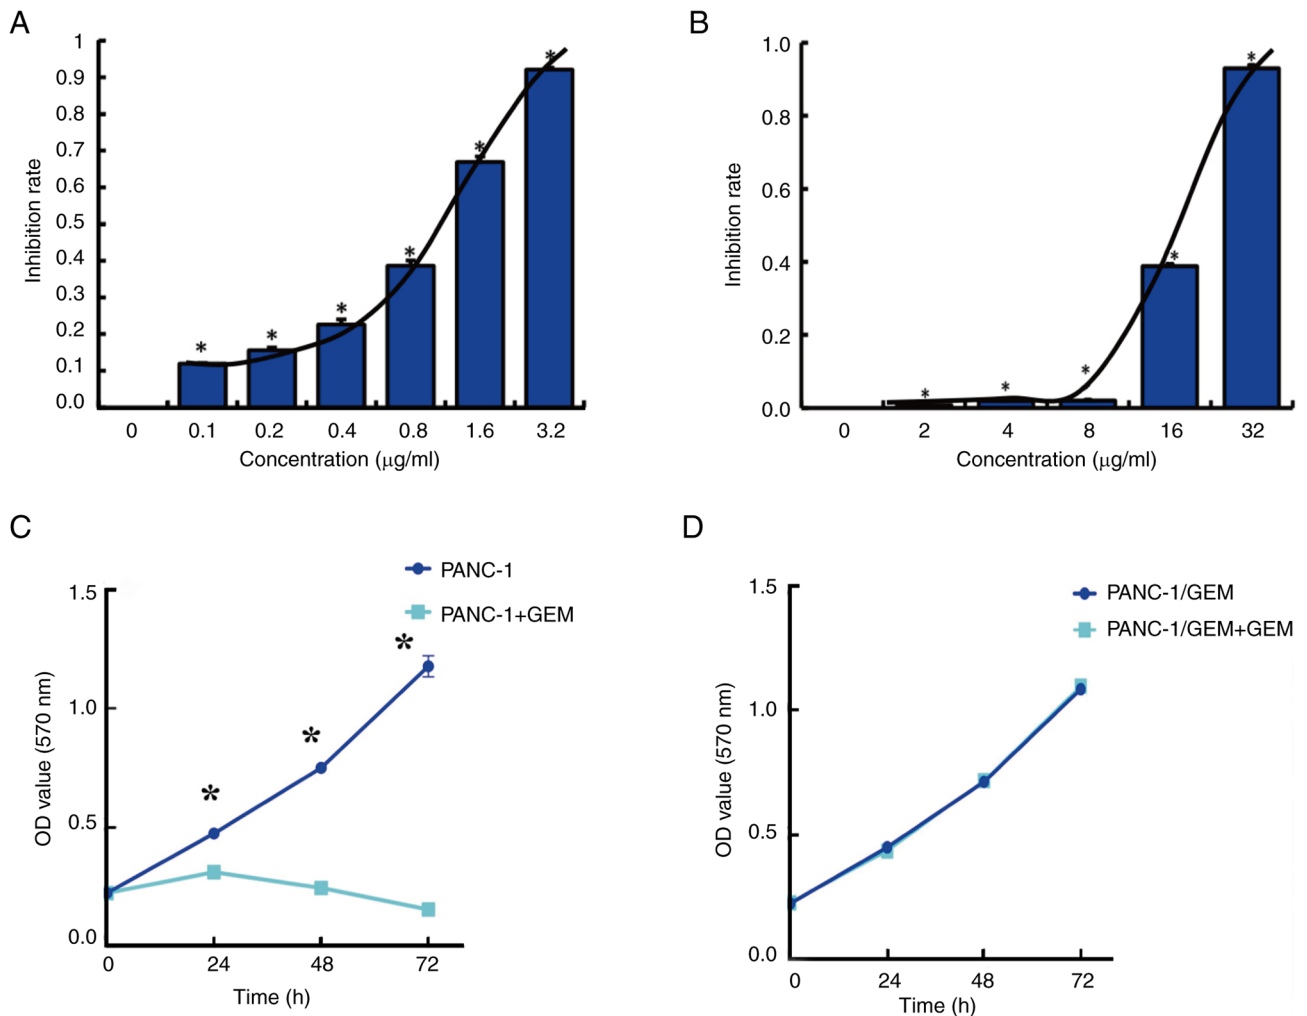 A
Inhibition rate
1
0.9
0.8
0.7
0.6
0.5
0.4
0.3
0.2
0.1
0.0
*
*
*
*
*
*
0 0.1 0.2 0.4 0.8 1.6 3.2
Concentration (μg/ml)
B
Inhibition rate
1.0
0.8
0.6
0.4
0.2
0.0
*
*
*
*
*
0 2 4 8 16 32
Concentration (μg/ml)
C
PANC-1
PANC-1+GEM
OD value (570 nm)
1.5
1.0
0.5
0.0
*
*
*
0 24 48 72
Time (h)
D
PANC-1/GEM
PANC-1/GEM+GEM
OD value (570 nm)
1.5
1.0
0.5
0.0
0 24 48 72
Time (h)